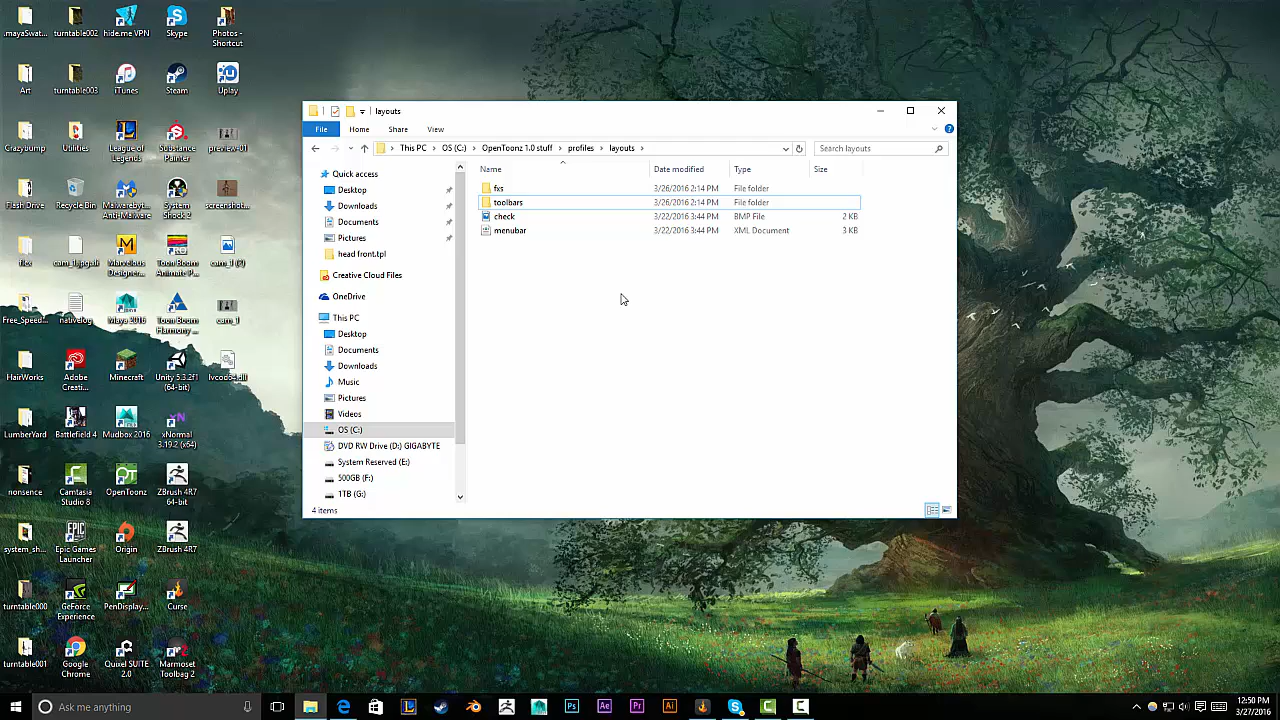 .mayaSwat...
turntable002
hide.me VPN
Skype
Photos - Shortcut
Art
turntable003
iTunes
Steam
Uplay
Crazybump
Utilities
League of Legends
Substance Painter
preview-01
Flash Drive
Recycle Bin
Malwareby... Anti-Malware
System Shock 2
screenshot...
flex
cam_1.jpgali
Marvelous Designer...
Toon Boom Animate P...
cam_1 (2)
Free_Speed...
nativelog
Maya 2016
Toon Boom Harmony ...
cam_1
HairWorks
Adobe Creati...
Minecraft
Unity 5.3.2f1 (64-bit)
lvcod64.dll
LumberYard
Battlefield 4
Mudbox 2016
xNormal 3.19.2 (x64)
nonsence
Camtasia Studio 8
OpenToonz
ZBrush 4R7 64-bit
system_sh...
Epic Games Launcher
Origin
ZBrush 4R7
turntable000
GeForce Experience
PenDisplay...
Curse
turntable001
Google Chrome
Quixel SUITE 2.0
Marmoset Toolbag 2
layouts
File Home Share View
This PC OS (C:) OpenToonz 1.0 stuff profiles layouts
Search layouts
Name Date modified Type Size
fxs 3/26/2016 2:14 PM File folder
toolbars 3/26/2016 2:14 PM File folder
check 3/22/2016 3:44 PM BMP File 2 KB
menubar 3/22/2016 3:44 PM XML Document 3 KB
Quick access
Desktop
Downloads
Documents
Pictures
head front.tpl
Creative Cloud Files
OneDrive
This PC
Desktop
Documents
Downloads
Music
Pictures
Videos
OS (C:)
DVD RW Drive (D:) GIGABYTE
System Reserved (E:)
500GB (F:)
1TB (G:)
4 items
Ask me anything
12:50 PM
3/27/2016